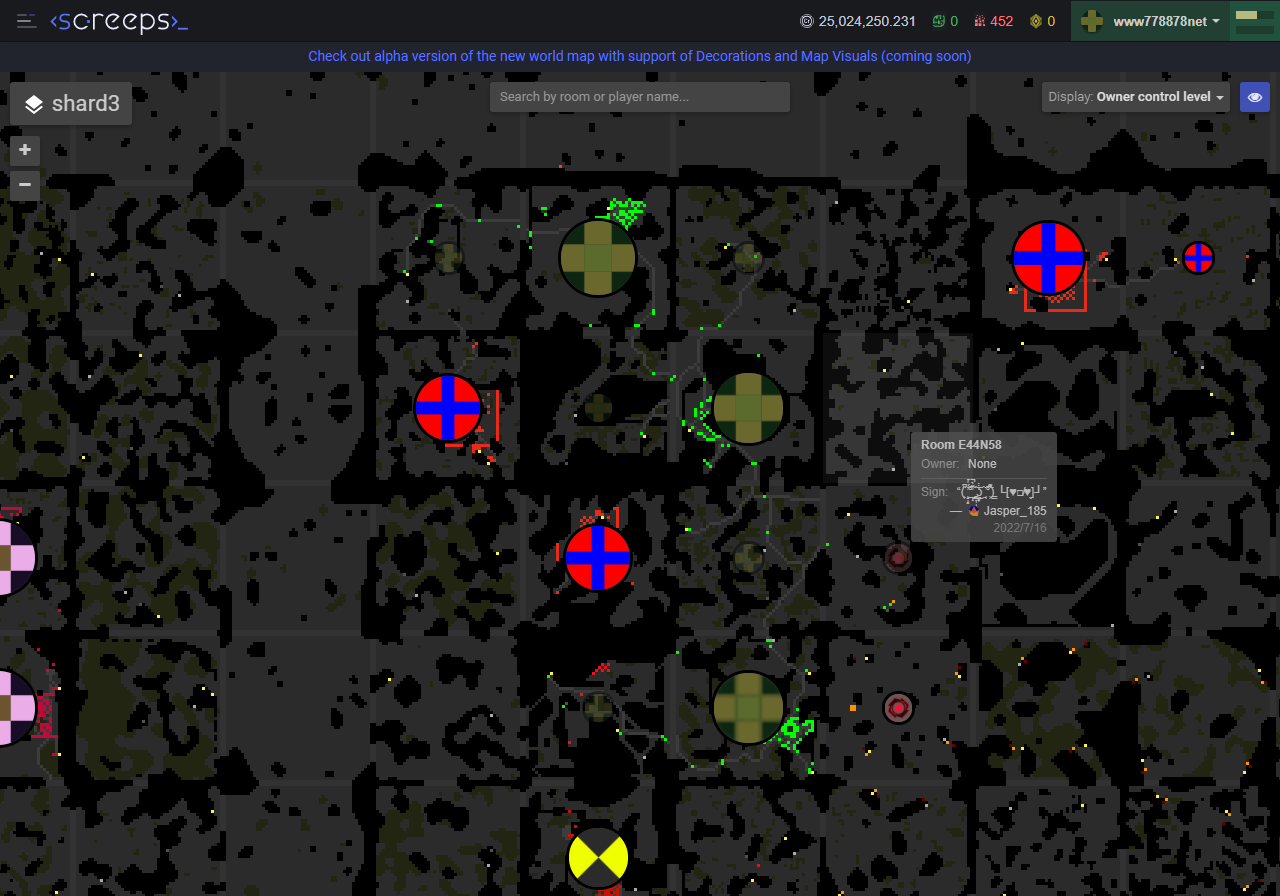 <screeps>_
25,024,250.231 0 452 0 www778878net
Check out alpha version of the new world map with support of Decorations and Map Visuals (coming soon)
shard3
Search by room or player name...
Display: Owner control level
+
−
Room E44N58
Owner: None
Sign:
— Jasper_185
2022/7/16